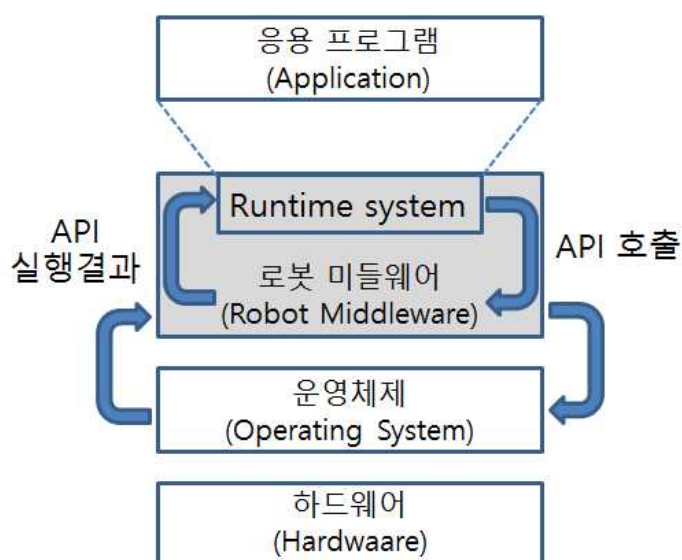 응용 프로그램
(Application)
Runtime system
API
실행결과
API 호출
로봇 미들웨어
(Robot Middleware)
운영체제
(Operating System)
하드웨어
(Hardwaare)